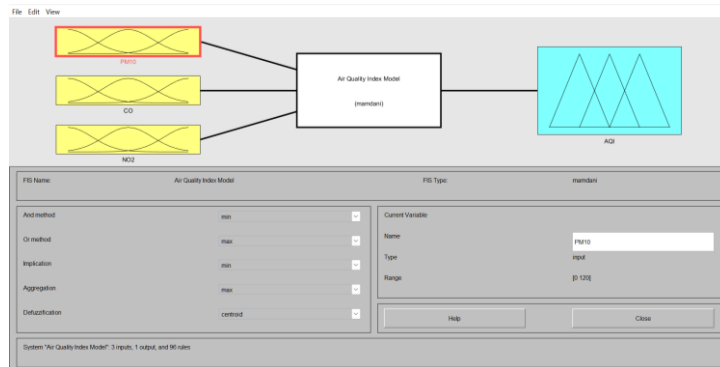 File Edit View
PM10
CO
NO2
Air Quality Index Model
(mamdani)
AQI
FIS Name: Air Quality Index Model FIS Type: mamdani
And method min
Or method max
Implication min
Aggregation max
Defuzzification centroid
Current Variable
Name PM10
Type input
Range [0 120]
Help Close
System "Air Quality Index Model": 3 inputs, 1 output, and 96 rules